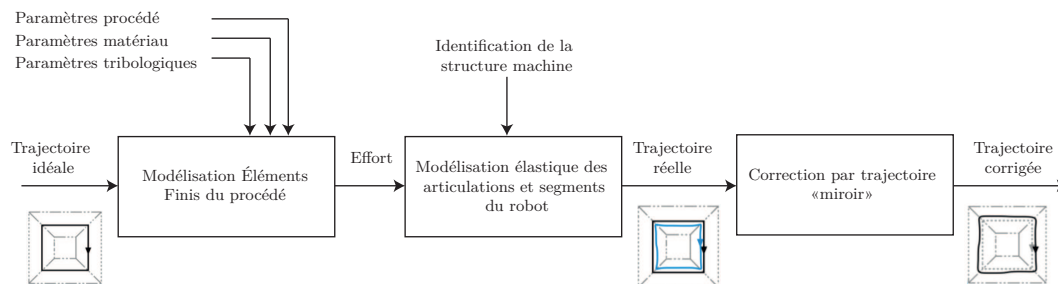 Paramètres procédé
Paramètres matériau
Paramètres tribologiques
Identification de la
structure machine
Trajectoire
idéale
Modélisation Éléments
Finis du procédé
Effort
Modélisation élastique des
articulations et segments
du robot
Trajectoire
réelle
Correction par trajectoire
«miroir»
Trajectoire
corrigée